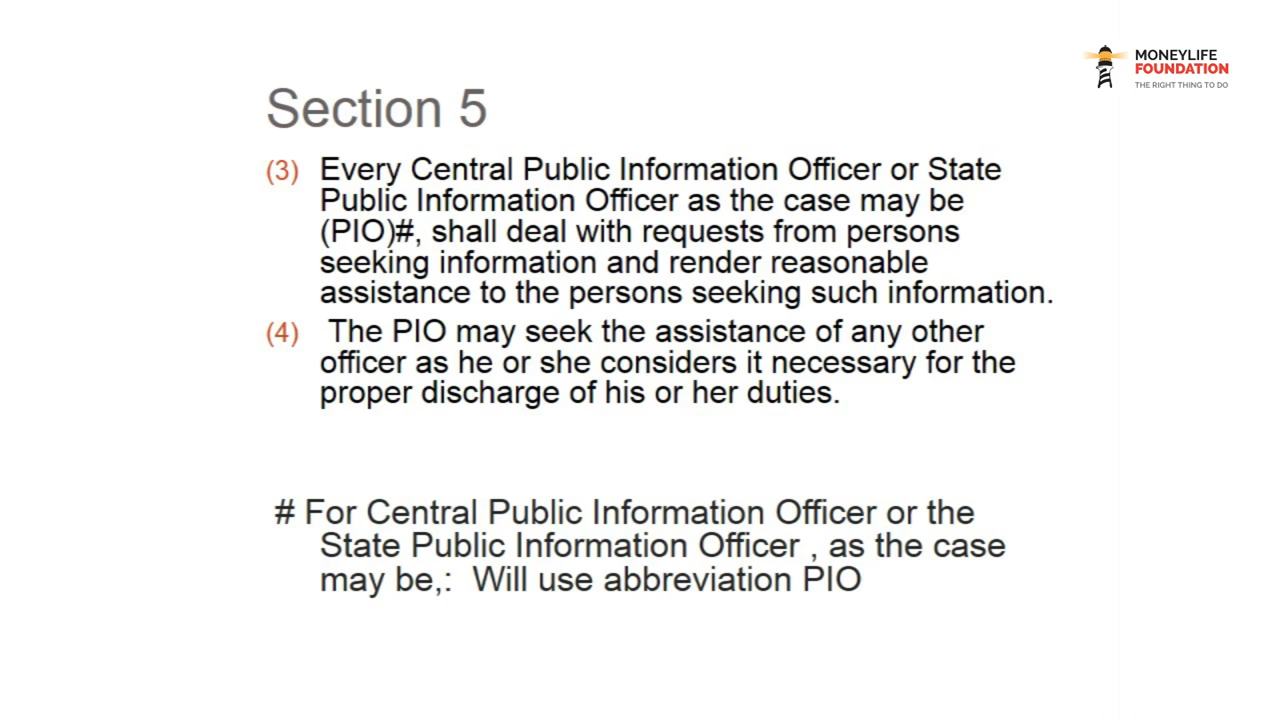 MONEYLIFE
FOUNDATION
THE RIGHT THING TO DO
Section 5
(3) Every Central Public Information Officer or State
Public Information Officer as the case may be
(PIO)#, shall deal with requests from persons
seeking information and render reasonable
assistance to the persons seeking such information.
(4) The PIO may seek the assistance of any other
officer as he or she considers it necessary for the
proper discharge of his or her duties.
# For Central Public Information Officer or the
State Public Information Officer , as the case
may be,: Will use abbreviation PIO